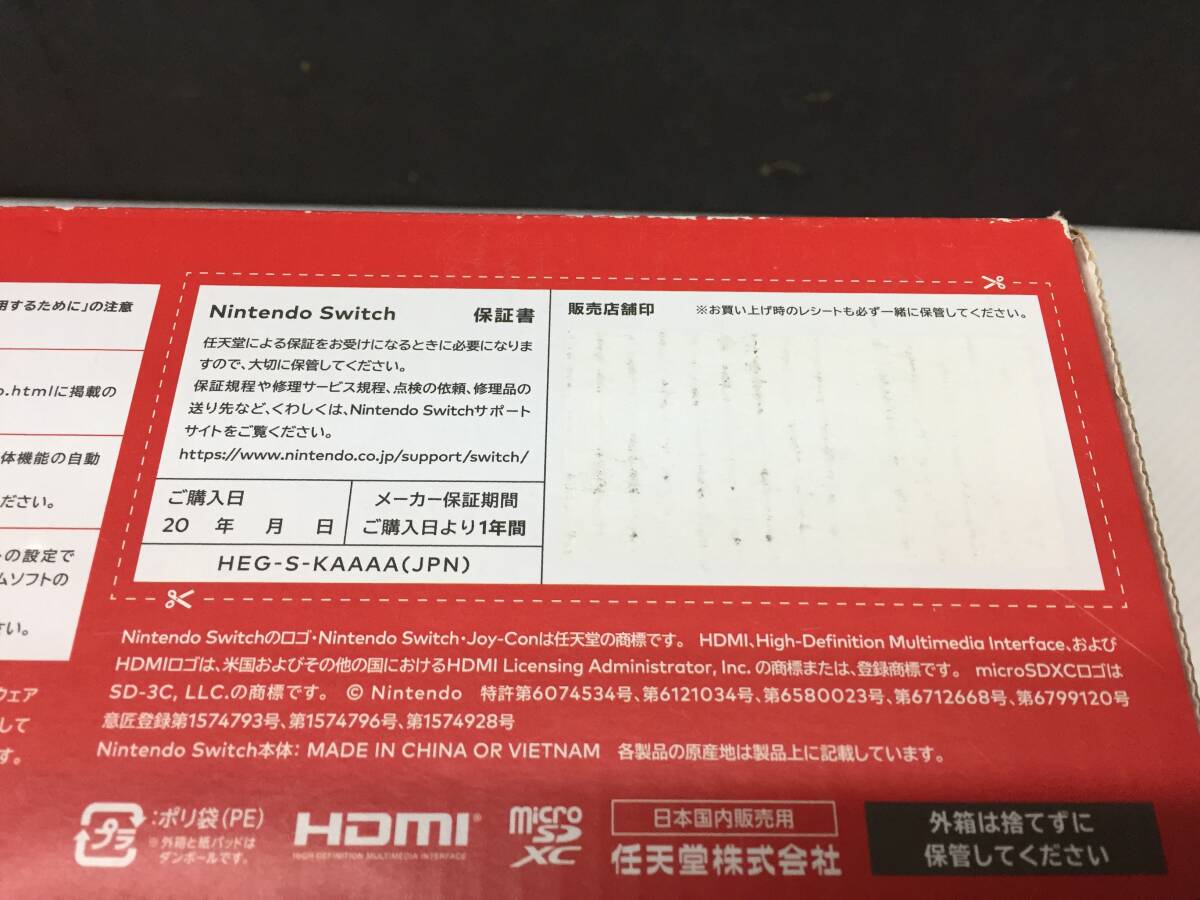 用するために」の注意
o.htmlに掲載の
体機能の自動
ださい。
トの設定で
ムソフトの
さい。
ウェア
して
す。
Nintendo Switch 保証書
任天堂による保証をお受けになるときに必要になりま
すので、大切に保管してください。
保証規程や修理サービス規程、点検の依頼、修理品の
送り先など、くわしくは、Nintendo Switchサポート
サイトをご覧ください。
https://www.nintendo.co.jp/support/switch/
ご購入日
20 年 月 日
メーカー保証期間
ご購入日より1年間
HEG-S-KAAAA(JPN)
販売店舗印 ※お買い上げ時のレシートも必ず一緒に保管してください。
Nintendo Switchのロゴ・Nintendo Switch・Joy-Conは任天堂の商標です。 HDMI、High-Definition Multimedia Interface、および
HDMIロゴは、米国およびその他の国におけるHDMI Licensing Administrator, Inc. の商標または、登録商標です。 microSDXCロゴは
SD-3C, LLC.の商標です。 © Nintendo 特許第6074534号、第6121034号、第6580023号、第6712668号、第6799120号
意匠登録第1574793号、第1574796号、第1574928号
Nintendo Switch本体: MADE IN CHINA OR VIETNAM 各製品の原産地は製品上に記載しています。
プラ
:ポリ袋(PE)
※外箱と紙パッドは
ダンボールです。
HDMI
HIGH-DEFINITION MULTIMEDIA INTERFACE
micro
SD
XC
日本国内販売用
任天堂株式会社
外箱は捨てずに
保管してください